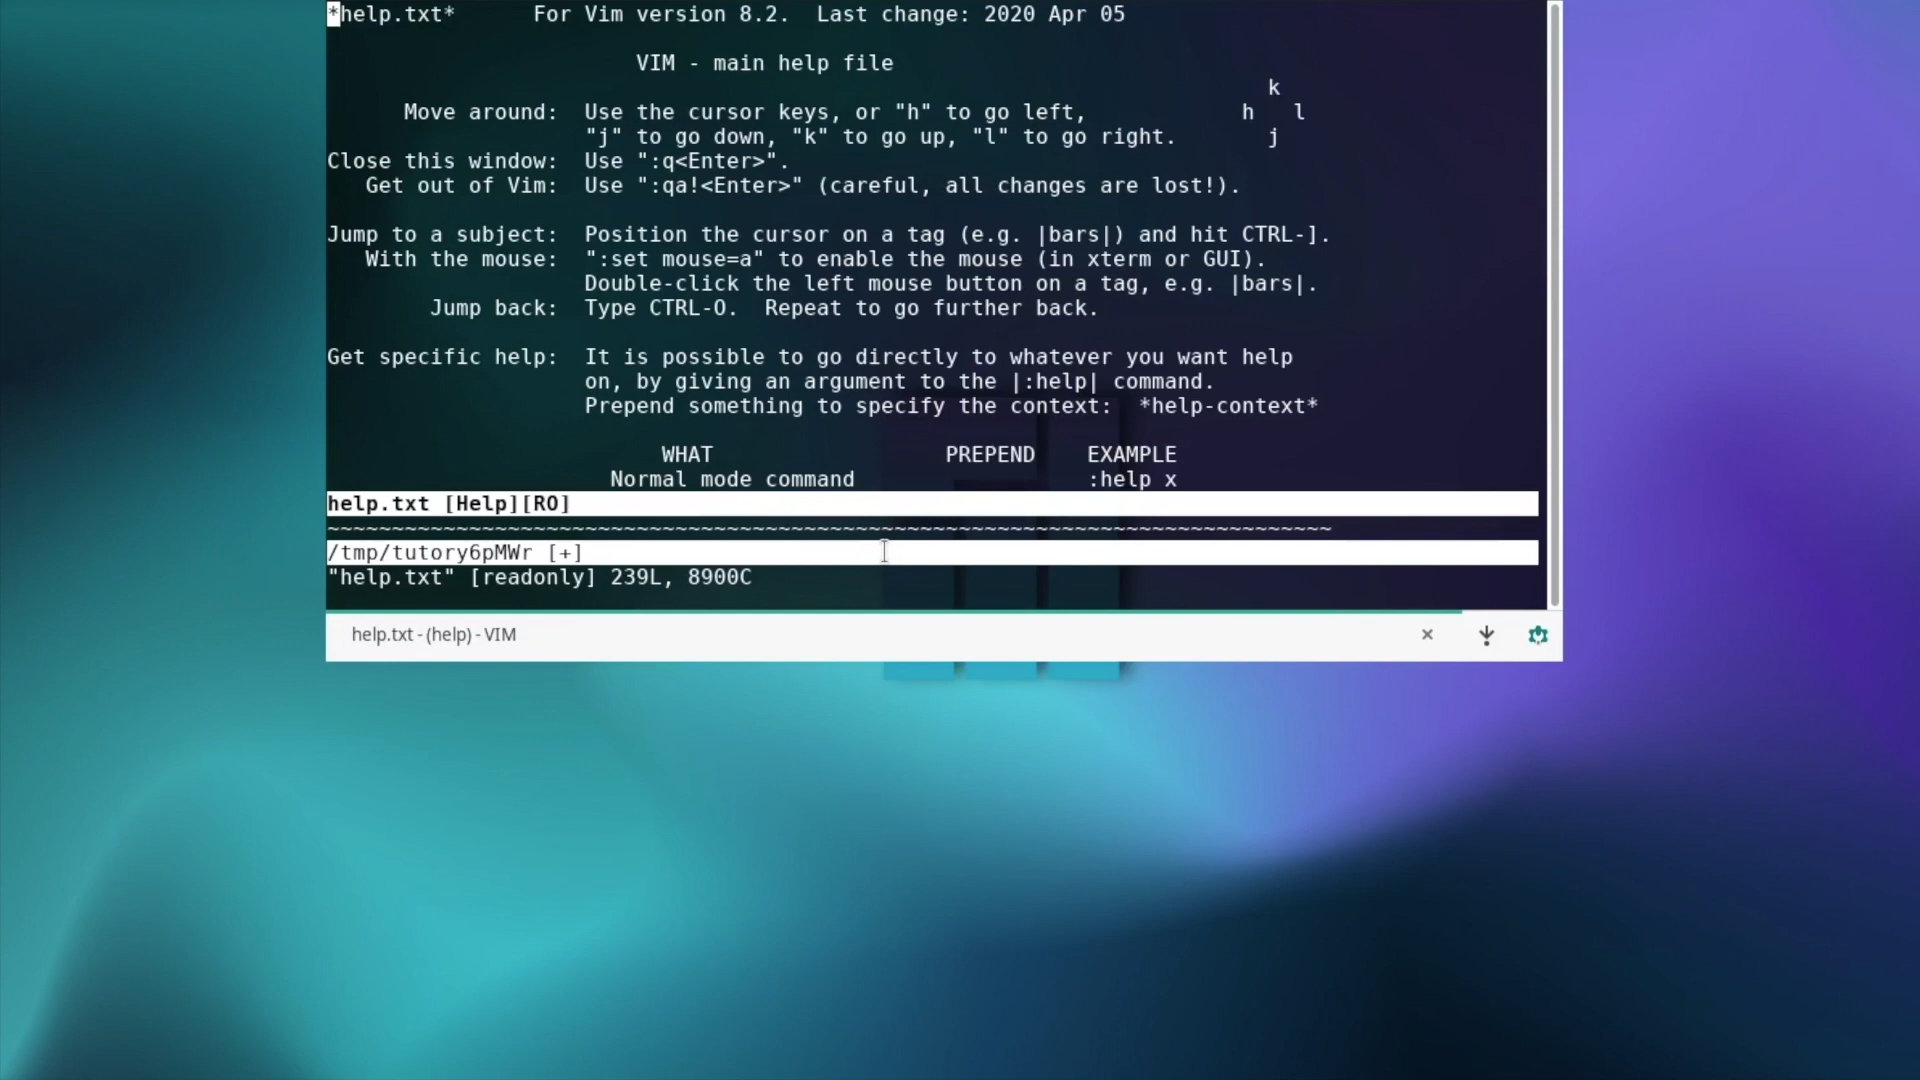 *help.txt*      For Vim version 8.2.  Last change: 2020 Apr 05
VIM - main help file
k
Move around:  Use the cursor keys, or "h" to go left,            h   l
"j" to go down, "k" to go up, "l" to go right.       j
Close this window:  Use ":q<Enter>".
Get out of Vim:  Use ":qa!<Enter>" (careful, all changes are lost!).
Jump to a subject:  Position the cursor on a tag (e.g. |bars|) and hit CTRL-].
With the mouse:  ":set mouse=a" to enable the mouse (in xterm or GUI).
Double-click the left mouse button on a tag, e.g. |bars|.
Jump back:  Type CTRL-O.  Repeat to go further back.
Get specific help:  It is possible to go directly to whatever you want help
on, by giving an argument to the |:help| command.
Prepend something to specify the context:  *help-context*
WHAT                  PREPEND    EXAMPLE
Normal mode command                  :help x
help.txt [Help][RO]
~~~~~~~~~~~~~~~~~~~~~~~~~~~~~~~~~~~~~~~~~~~~~~~~~~~~~~~~~~~~~~~~~~~~~~~~~~~~~~
/tmp/tutory6pMWr [+]
"help.txt" [readonly] 239L, 8900C
help.txt - (help) - VIM